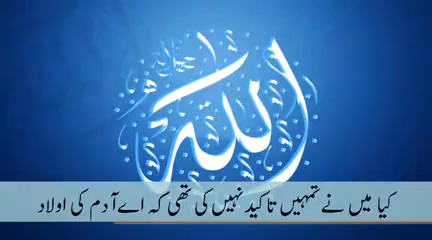 الله
کیا میں نے تمہیں تاکید نہیں کی تھی کہ اے آدم کی اولاد